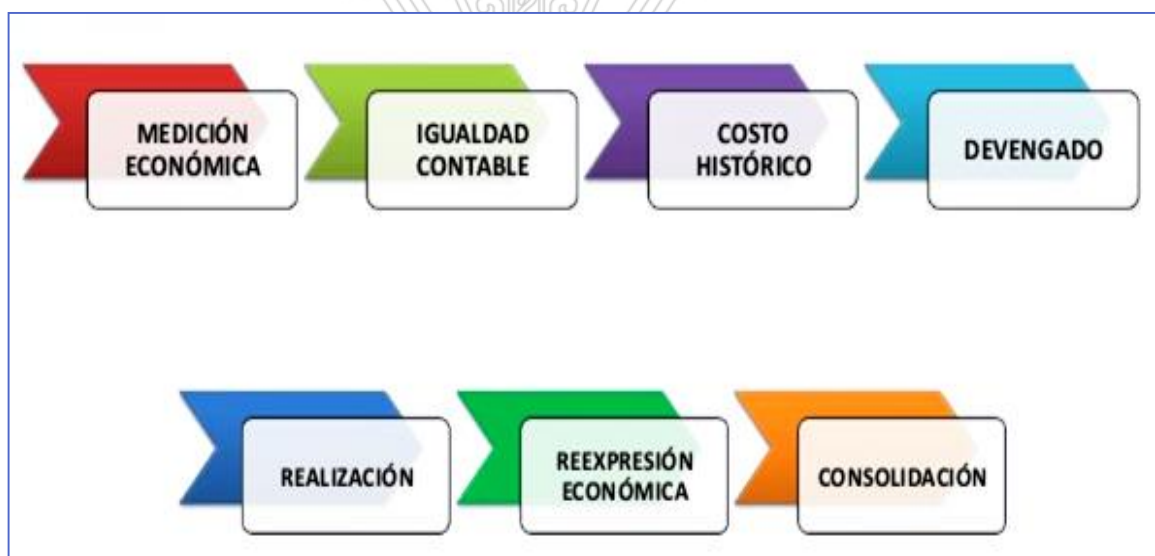 MEDICIÓN
ECONÓMICA
IGUALDAD
CONTABLE
COSTO
HISTÓRICO
DEVENGADO
REALIZACIÓN
REEXPRESIÓN
ECONÓMICA
CONSOLIDACIÓN